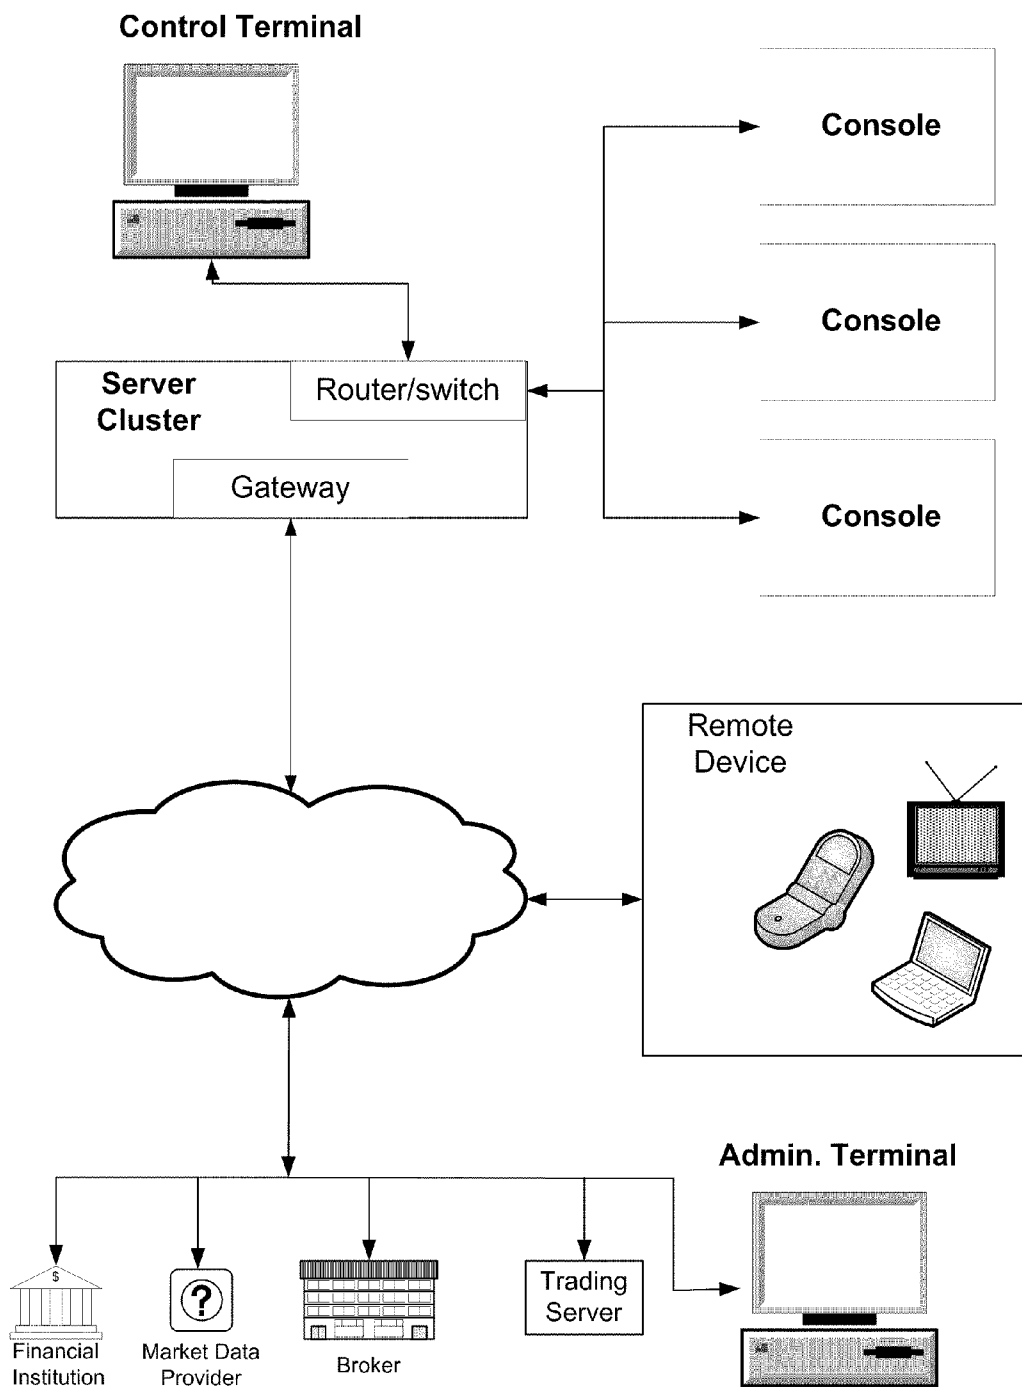 Control Terminal
Console
Console
Server
Cluster
Router/switch
Gateway
Console
Remote
Device
Admin. Terminal
$
?
Trading
Server
Financial
Institution
Market Data
Provider
Broker